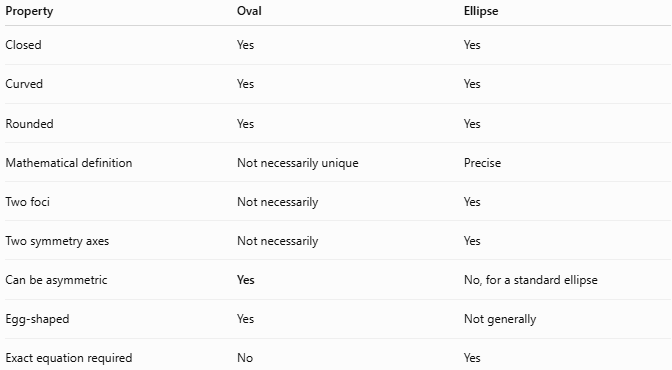 Property Oval Ellipse
Closed Yes Yes
Curved Yes Yes
Rounded Yes Yes
Mathematical definition Not necessarily unique Precise
Two foci Not necessarily Yes
Two symmetry axes Not necessarily Yes
Can be asymmetric Yes No, for a standard ellipse
Egg-shaped Yes Not generally
Exact equation required No Yes